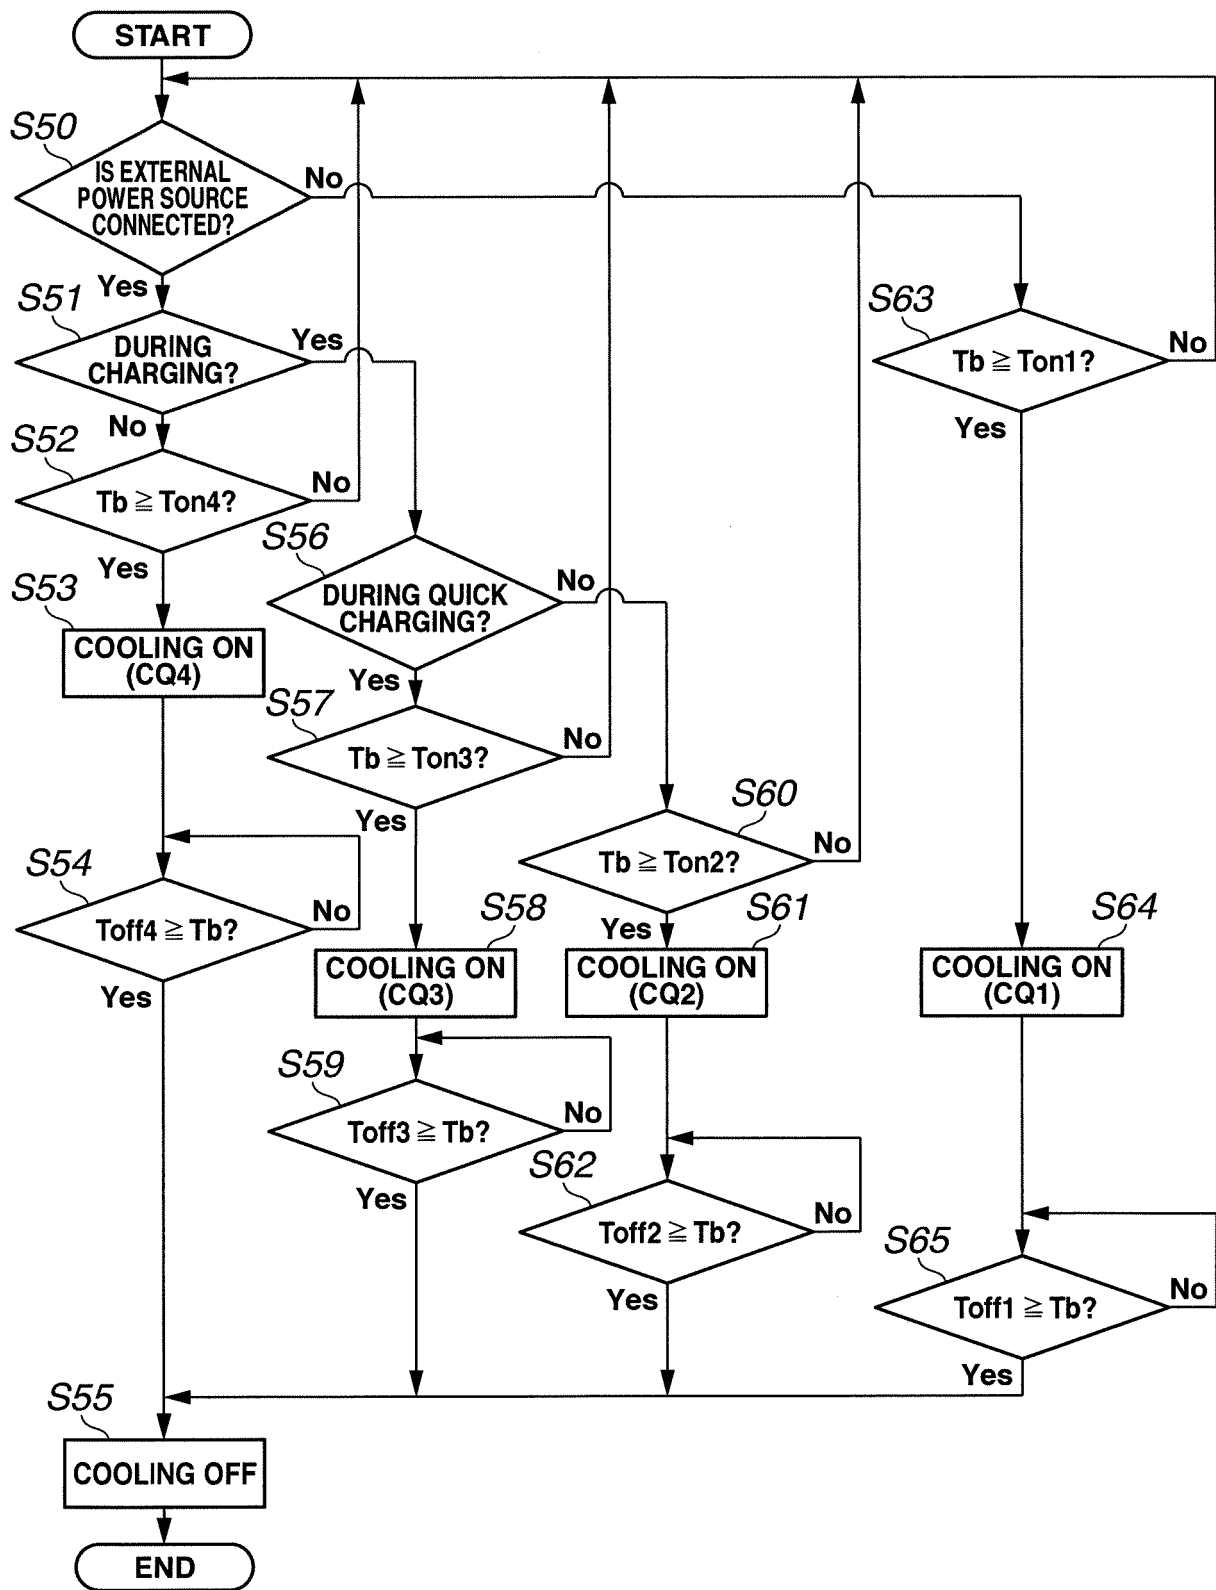 START
S50
IS EXTERNAL
POWER SOURCE
CONNECTED?
No
Yes
S51
DURING
CHARGING?
Yes
No
S63
Tb ≧ Ton1?
No
Yes
S52
Tb ≧ Ton4?
No
Yes
S53
COOLING ON
(CQ4)
S56
DURING QUICK
CHARGING?
No
Yes
S57
Tb ≧ Ton3?
No
Yes
S60
Tb ≧ Ton2?
No
Yes
S54
Toff4 ≧ Tb?
No
Yes
S58
COOLING ON
(CQ3)
S61
COOLING ON
(CQ2)
S64
COOLING ON
(CQ1)
S59
Toff3 ≧ Tb?
No
Yes
S62
Toff2 ≧ Tb?
No
Yes
S65
Toff1 ≧ Tb?
No
Yes
S55
COOLING OFF
END